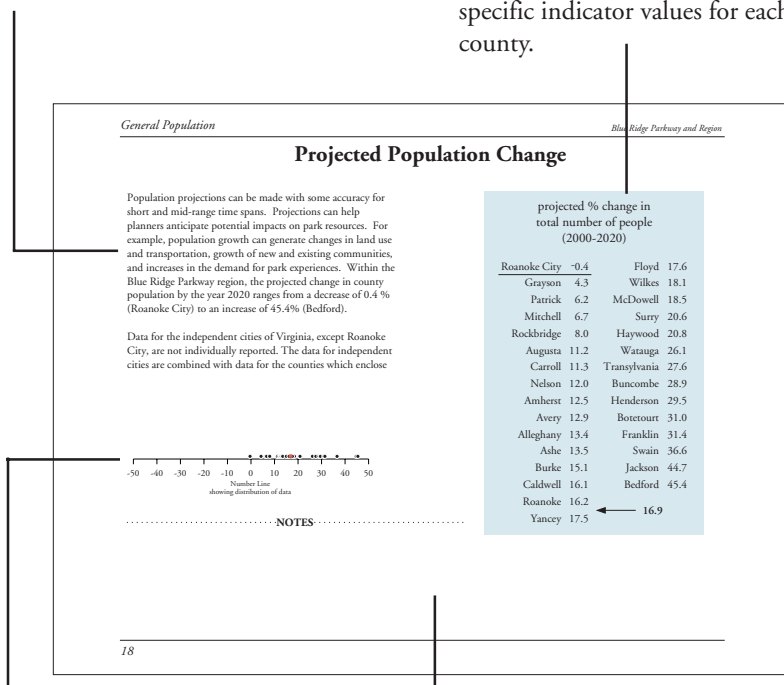 specific indicator values for each
county.
General Population
Blue Ridge Parkway and Region
Projected Population Change
Population projections can be made with some accuracy for
short and mid-range time spans.  Projections can help
planners anticipate potential impacts on park resources.  For
example, population growth can generate changes in land use
and transportation, growth of new and existing communities,
and increases in the demand for park experiences.  Within the
Blue Ridge Parkway region, the projected change in county
population by the year 2020 ranges from a decrease of 0.4 %
(Roanoke City) to an increase of 45.4% (Bedford).
Data for the independent cities of Virginia, except Roanoke
City, are not individually reported. The data for independent
cities are combined with data for the counties which enclose
-50 -40 -30 -20 -10 0 10 20 30 40 50
Number Line
showing distribution of data
NOTES
projected % change in
total number of people
(2000-2020)
Roanoke City -0.4
Grayson 4.3
Patrick 6.2
Mitchell 6.7
Rockbridge 8.0
Augusta 11.2
Carroll 11.3
Nelson 12.0
Amherst 12.5
Avery 12.9
Alleghany 13.4
Ashe 13.5
Burke 15.1
Caldwell 16.1
Roanoke 16.2
Yancey 17.5
Floyd 17.6
Wilkes 18.1
McDowell 18.5
Surry 20.6
Haywood 20.8
Watauga 26.1
Transylvania 27.6
Buncombe 28.9
Henderson 29.5
Botetourt 31.0
Franklin 31.4
Swain 36.6
Jackson 44.7
Bedford 45.4
16.9
18